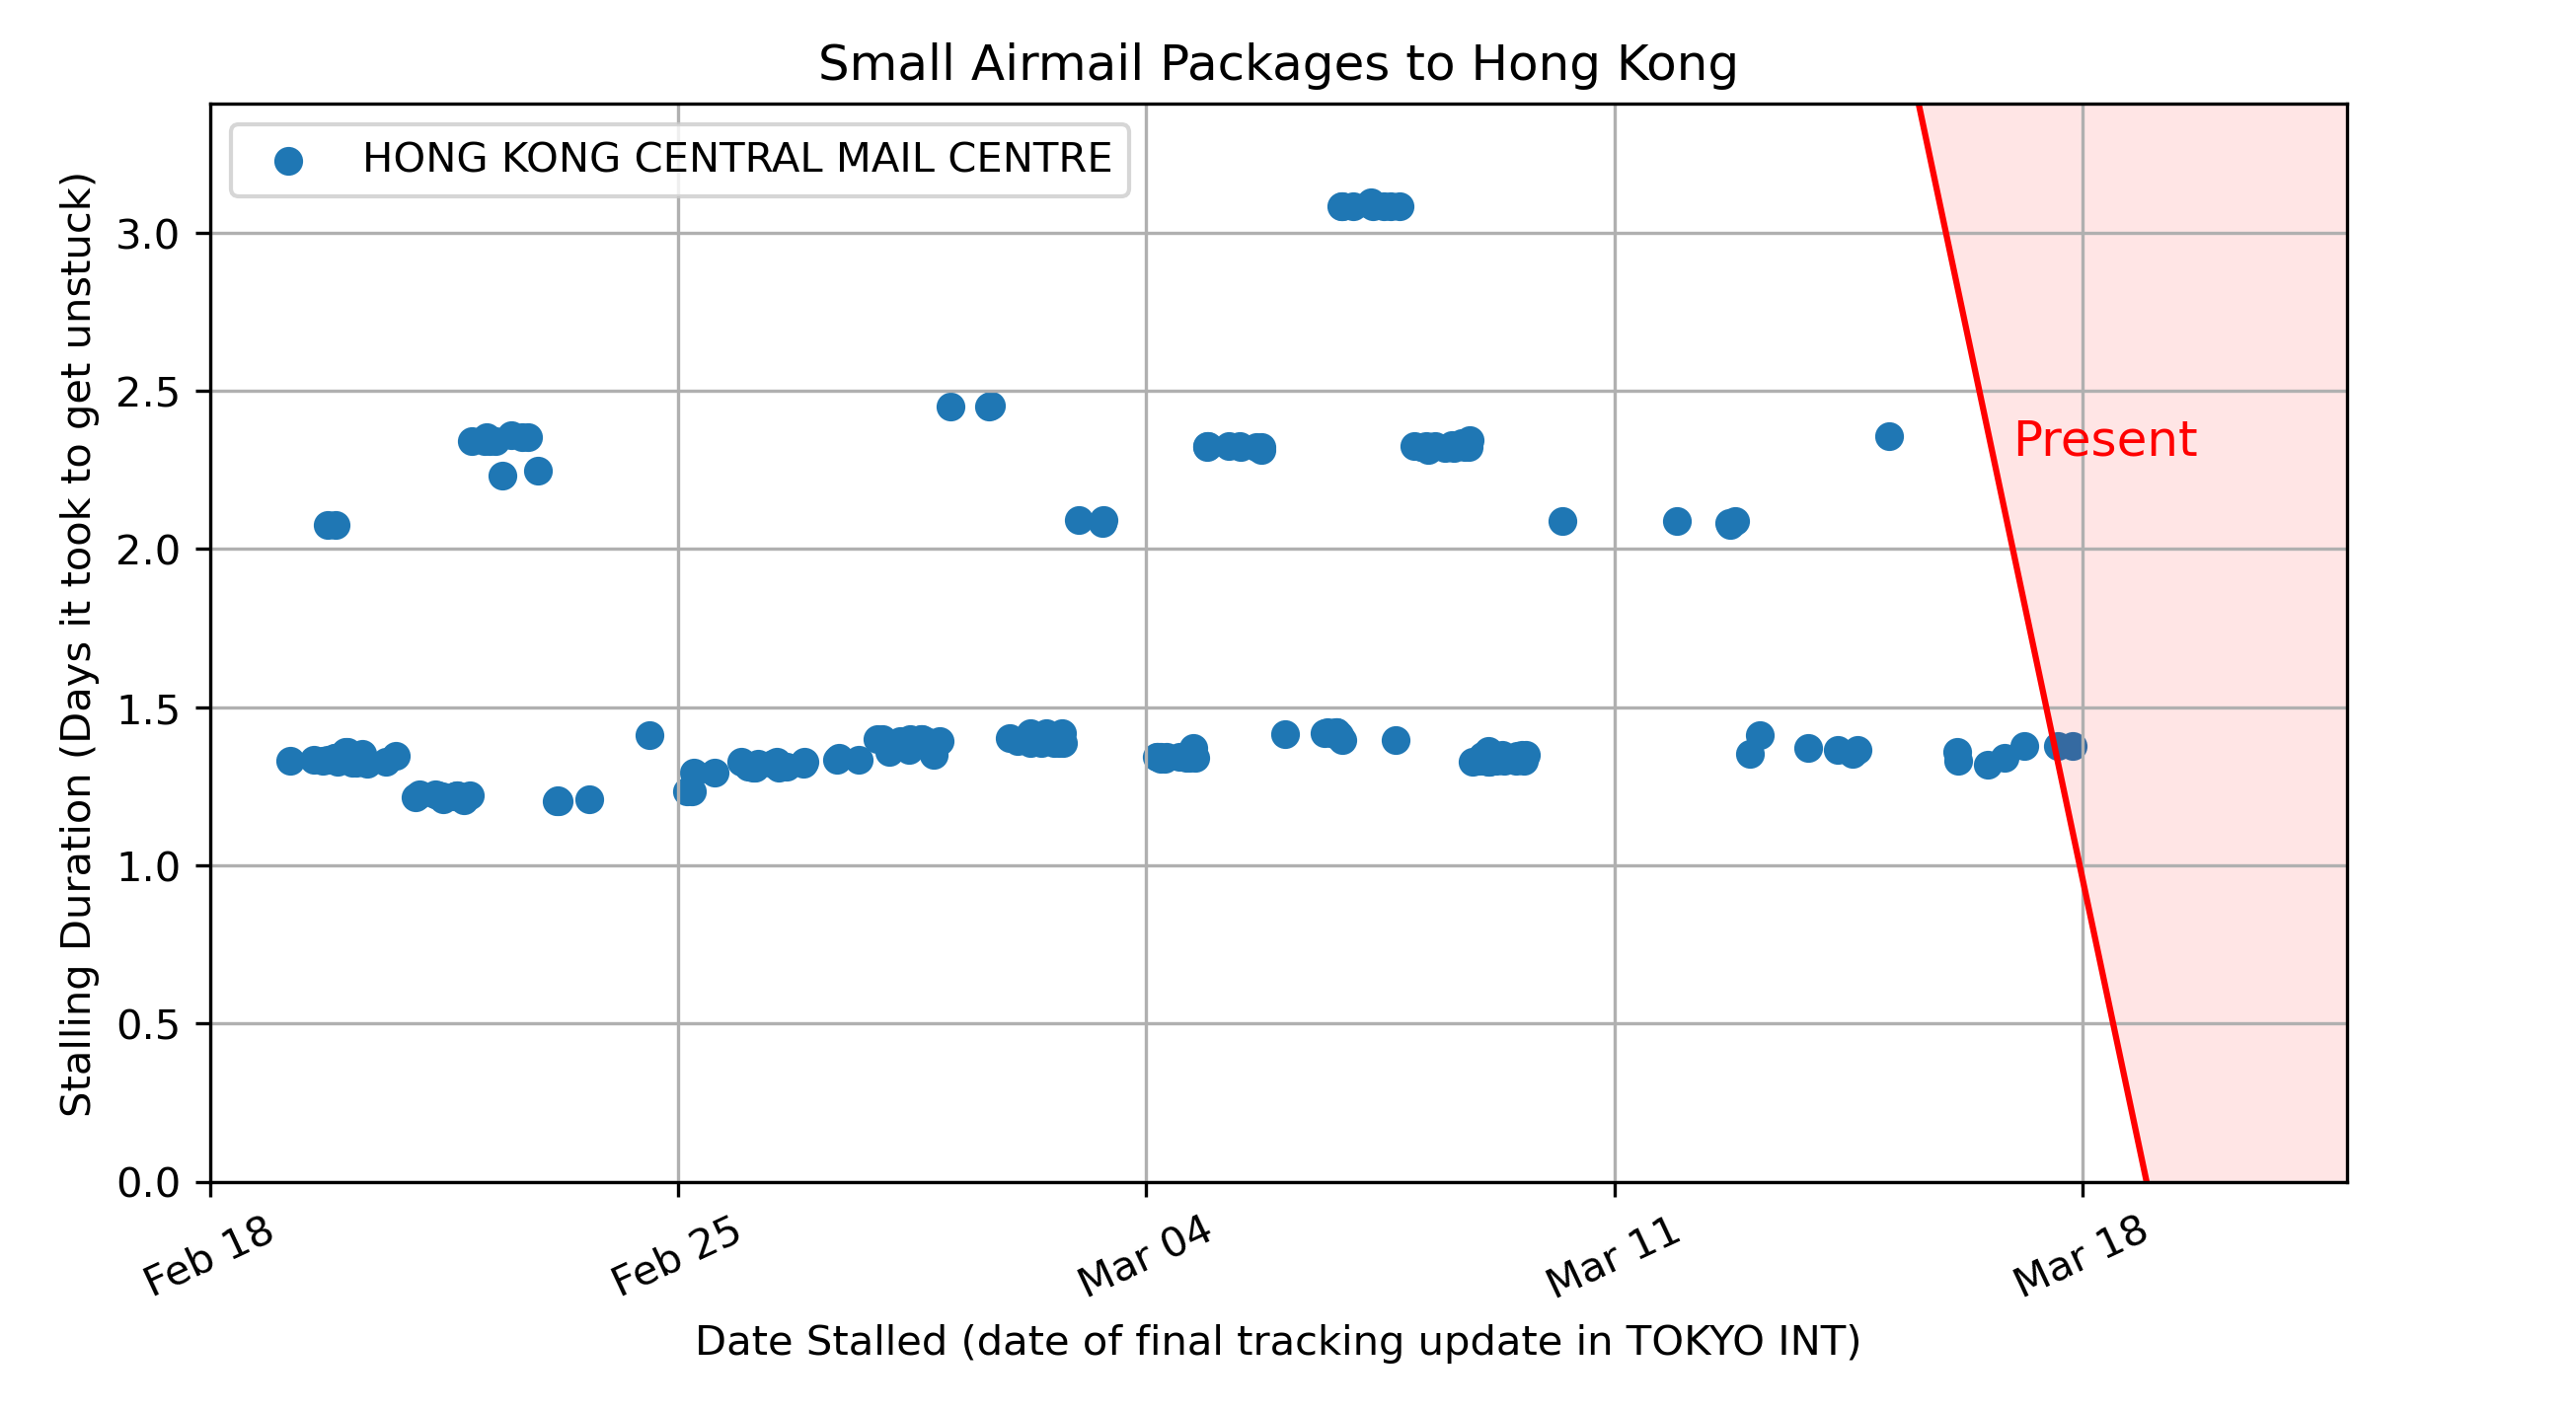 Small Airmail Packages to Hong Kong
HONG KONG CENTRAL MAIL CENTRE
Stalling Duration (Days it took to get unstuck)
3.0
2.5
2.0
1.5
1.0
0.5
0.0
Present
Feb 18
Feb 25
Mar 04
Mar 11
Mar 18
Date Stalled (date of final tracking update in TOKYO INT)